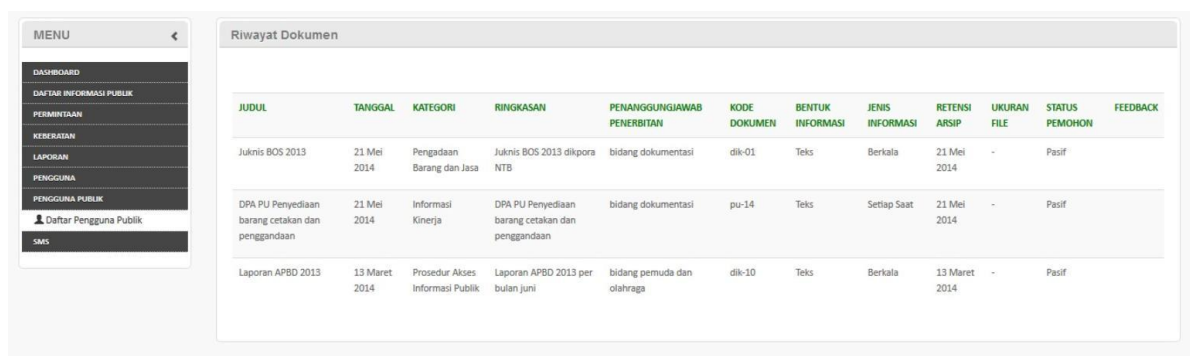 MENU
Riwayat Dokumen
DASHBOARD
DAFTAR INFORMASI PUBLIK
PERMINTAAN
KEBERATAN
LAPORAN
PENGGUNA
PENGGUNA PUBLIK
Daftar Pengguna Publik
SMS
JUDUL TANGGAL KATEGORI RINGKASAN PENANGGUNGJAWAB KODE BENTUK JENIS RETENSI UKURAN STATUS FEEDBACK
PENERBITAN DOKUMEN INFORMASI INFORMASI ARSIP FILE PEMOHON
Juknis BOS 2013 21 Mei Pengadaan Juknis BOS 2013 dikpora bidang dokumentasi dik-01 Teks Berkala 21 Mei - Pasif
2014 Barang dan Jasa NTB 2014
DPA PU Penyediaan 21 Mei Informasi DPA PU Penyediaan bidang dokumentasi pu-14 Teks Setiap Saat 21 Mei - Pasif
barang cetakan dan 2014 Kinerja barang cetakan dan 2014
penggandaan penggandaan
Laporan APBD 2013 13 Maret Prosedur Akses Laporan APBD 2013 per bidang pemuda dan dik-10 Teks Berkala 13 Maret - Pasif
2014 Informasi Publik bulan juni olahraga 2014